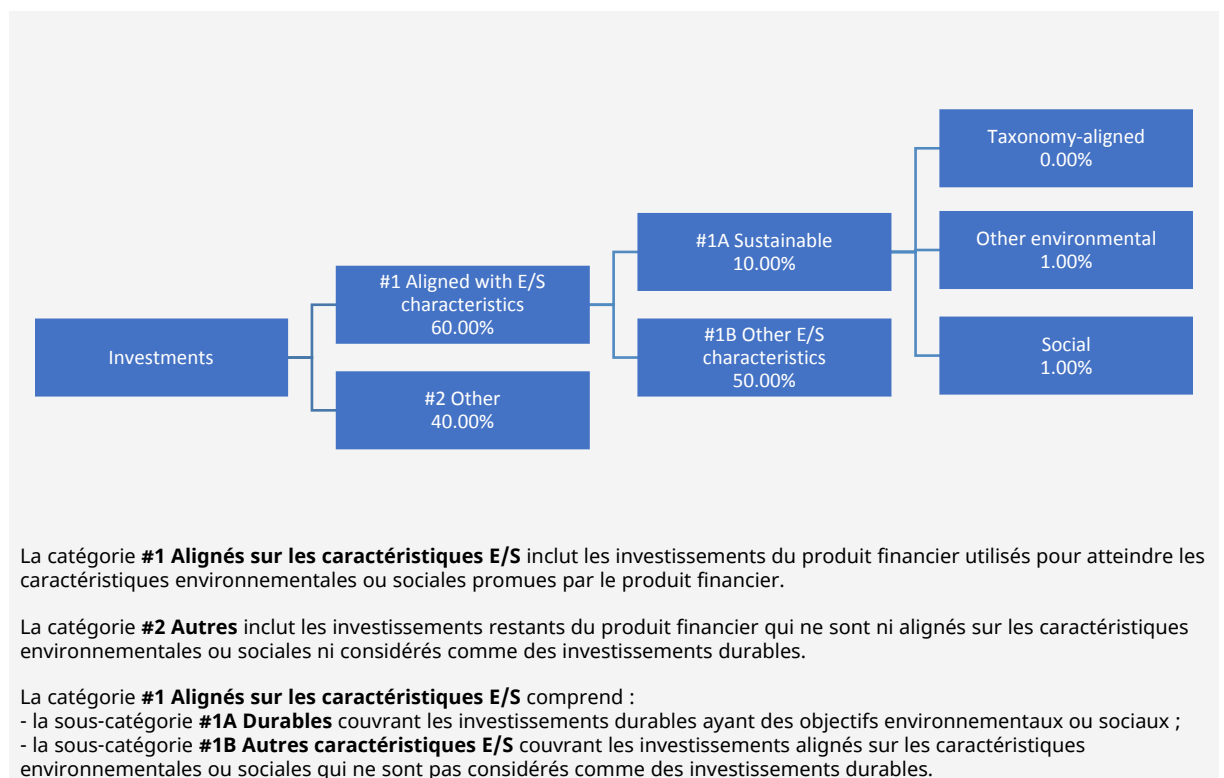 Investments
#1 Aligned with E/S
characteristics
60.00%
#2 Other
40.00%
#1A Sustainable
10.00%
#1B Other E/S
characteristics
50.00%
Taxonomy-aligned
0.00%
Other environmental
1.00%
Social
1.00%
La catégorie #1 Alignés sur les caractéristiques E/S inclut les investissements du produit financier utilisés pour atteindre les
caractéristiques environnementales ou sociales promues par le produit financier.
La catégorie #2 Autres inclut les investissements restants du produit financier qui ne sont ni alignés sur les caractéristiques
environnementales ou sociales ni considérés comme des investissements durables.
La catégorie #1 Alignés sur les caractéristiques E/S comprend :
- la sous-catégorie #1A Durables couvrant les investissements durables ayant des objectifs environnementaux ou sociaux ;
- la sous-catégorie #1B Autres caractéristiques E/S couvrant les investissements alignés sur les caractéristiques
environnementales ou sociales qui ne sont pas considérés comme des investissements durables.